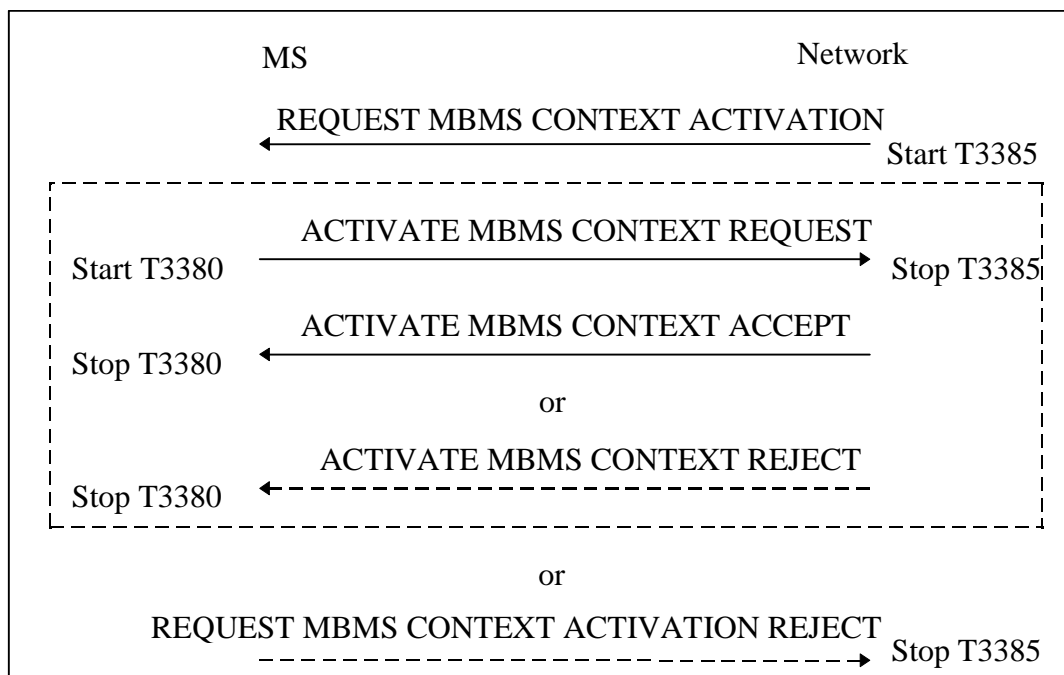 MS
Network
REQUEST MBMS CONTEXT ACTIVATION
Start T3385
ACTIVATE MBMS CONTEXT REQUEST
Start T3380
Stop T3385
ACTIVATE MBMS CONTEXT ACCEPT
Stop T3380
or
ACTIVATE MBMS CONTEXT REJECT
Stop T3380
or
REQUEST MBMS CONTEXT ACTIVATION REJECT
Stop T3385